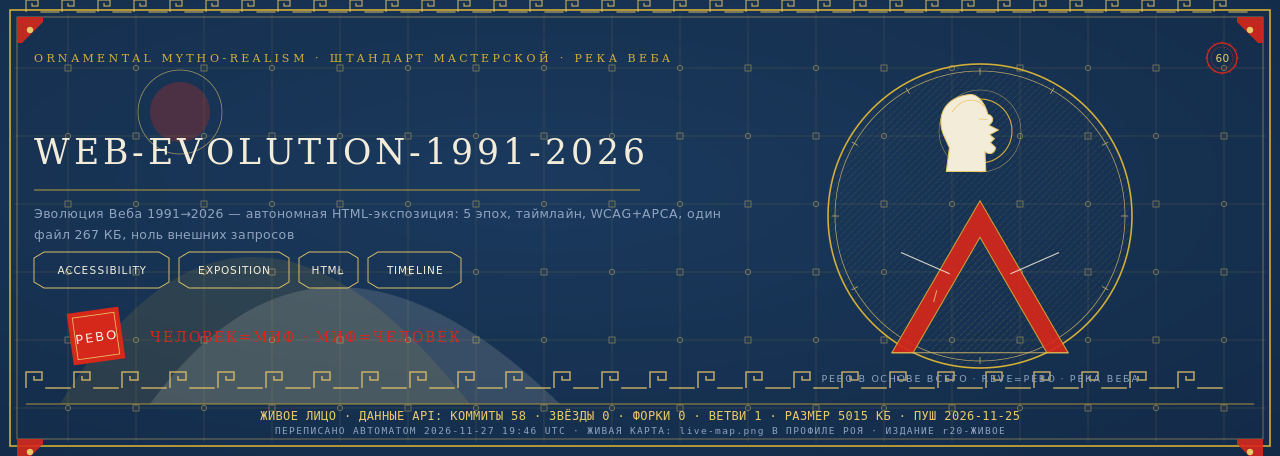 ORNAMENTAL MYTHO-REALISM · ШТАНДАРТ МАСТЕРСКОЙ · РЕКА ВЕБА
60
WEB-EVOLUTION-1991-2026
Эволюция Веба 1991→2026 — автономная HTML-экспозиция: 5 эпох, таймлайн, WCAG+APCA, один
файл 267 КБ, ноль внешних запросов
ACCESSIBILITY EXPOSITION HTML TIMELINE
РЕВО
ЧЕЛОВЕК=МИФ · МИФ=ЧЕЛОВЕК
РЕВО В ОСНОВЕ ВСЕГО · REVE=РЕВО · РЕКА ВЕБА
ЖИВОЕ ЛИЦО · ДАННЫЕ API: КОММИТЫ 58 · ЗВЁЗДЫ 0 · ФОРКИ 0 · ВЕТВИ 1 · РАЗМЕР 5015 КБ · ПУШ 2026-11-25
ПЕРЕПИСАНО АВТОМАТОМ 2026-11-27 19:46 UTC · ЖИВАЯ КАРТА: live-map.png В ПРОФИЛЕ РОЯ · ИЗДАНИЕ r20-ЖИВОЕ